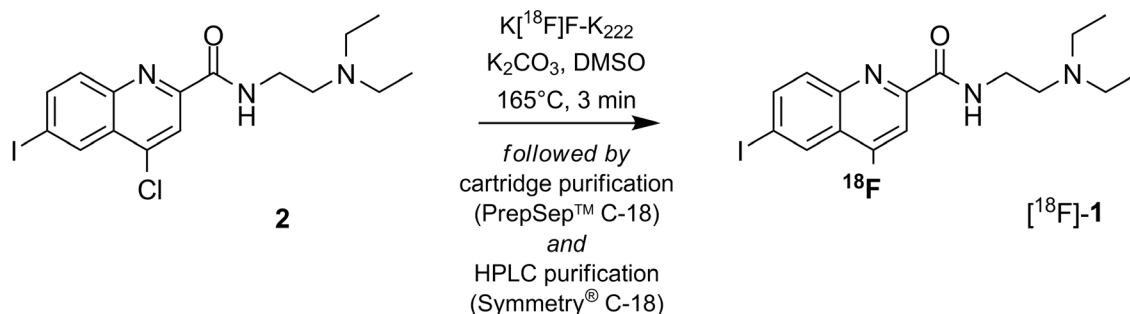 N
O
N
H
N
I
Cl
2
K[¹⁸F]F-K₂₂₂
K₂CO₃, DMSO
165°C, 3 min
followed by
cartridge purification
(PrepSep™ C-18)
and
HPLC purification
(Symmetry® C-18)
N
O
N
H
N
I
¹⁸F
[¹⁸F]-1